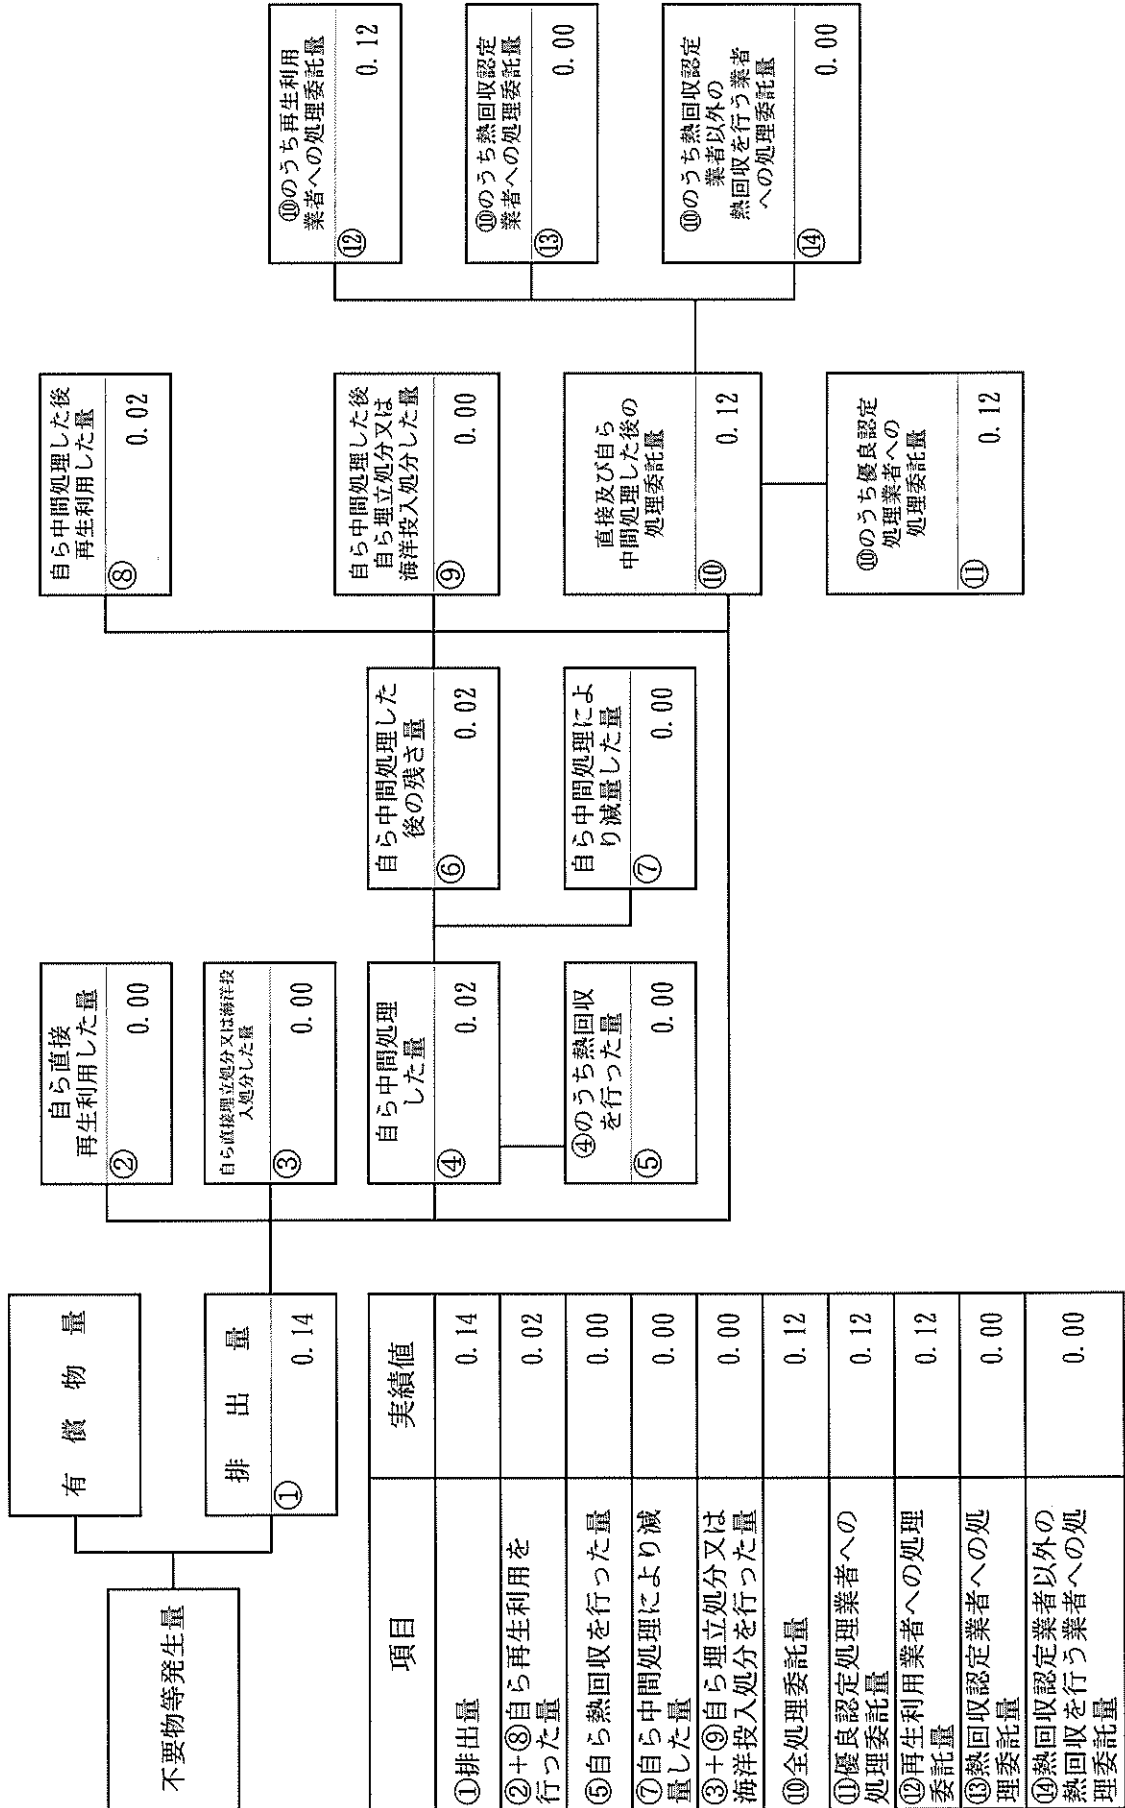 不要物等発生量
有償物量
排出量
①
0.14
自ら直接
再生利用した量
②
0.00
自ら直接埋立処分又は海洋投
入処分した量
③
0.00
自ら中間処理
した量
④
0.02
④のうち熱回収
を行った量
⑤
0.00
自ら中間処理した
後の残さ量
⑥
0.02
自ら中間処理によ
り減量した量
⑦
0.00
自ら中間処理した後
再生利用した量
⑧
0.02
自ら中間処理した後
自ら埋立処分又は
海洋投入処分した量
⑨
0.00
直接及び自ら
中間処理した後の
処理委託量
⑩
0.12
⑩のうち優良認定
処理業者への
処理委託量
⑪
0.12
⑩のうち再生利用
業者への処理委託量
⑫
0.12
⑩のうち熱回収認定
業者への処理委託量
⑬
0.00
⑩のうち熱回収認定
業者以外の
熱回収を行う業者
への処理委託量
⑭
0.00
項目 実績値
①排出量 0.14
②+⑧自ら再生利用を
行った量 0.02
⑤自ら熱回収を行った量 0.00
⑦自ら中間処理により減
量した量 0.00
③+⑨自ら埋立処分又は
海洋投入処分を行った量 0.00
⑩全処理委託量 0.12
⑪優良認定処理業者への
処理委託量 0.12
⑫再生利用業者への処理
委託量 0.12
⑬熱回収認定業者への処
理委託量 0.00
⑭熱回収認定業者以外の
熱回収を行う業者への処
理委託量 0.00